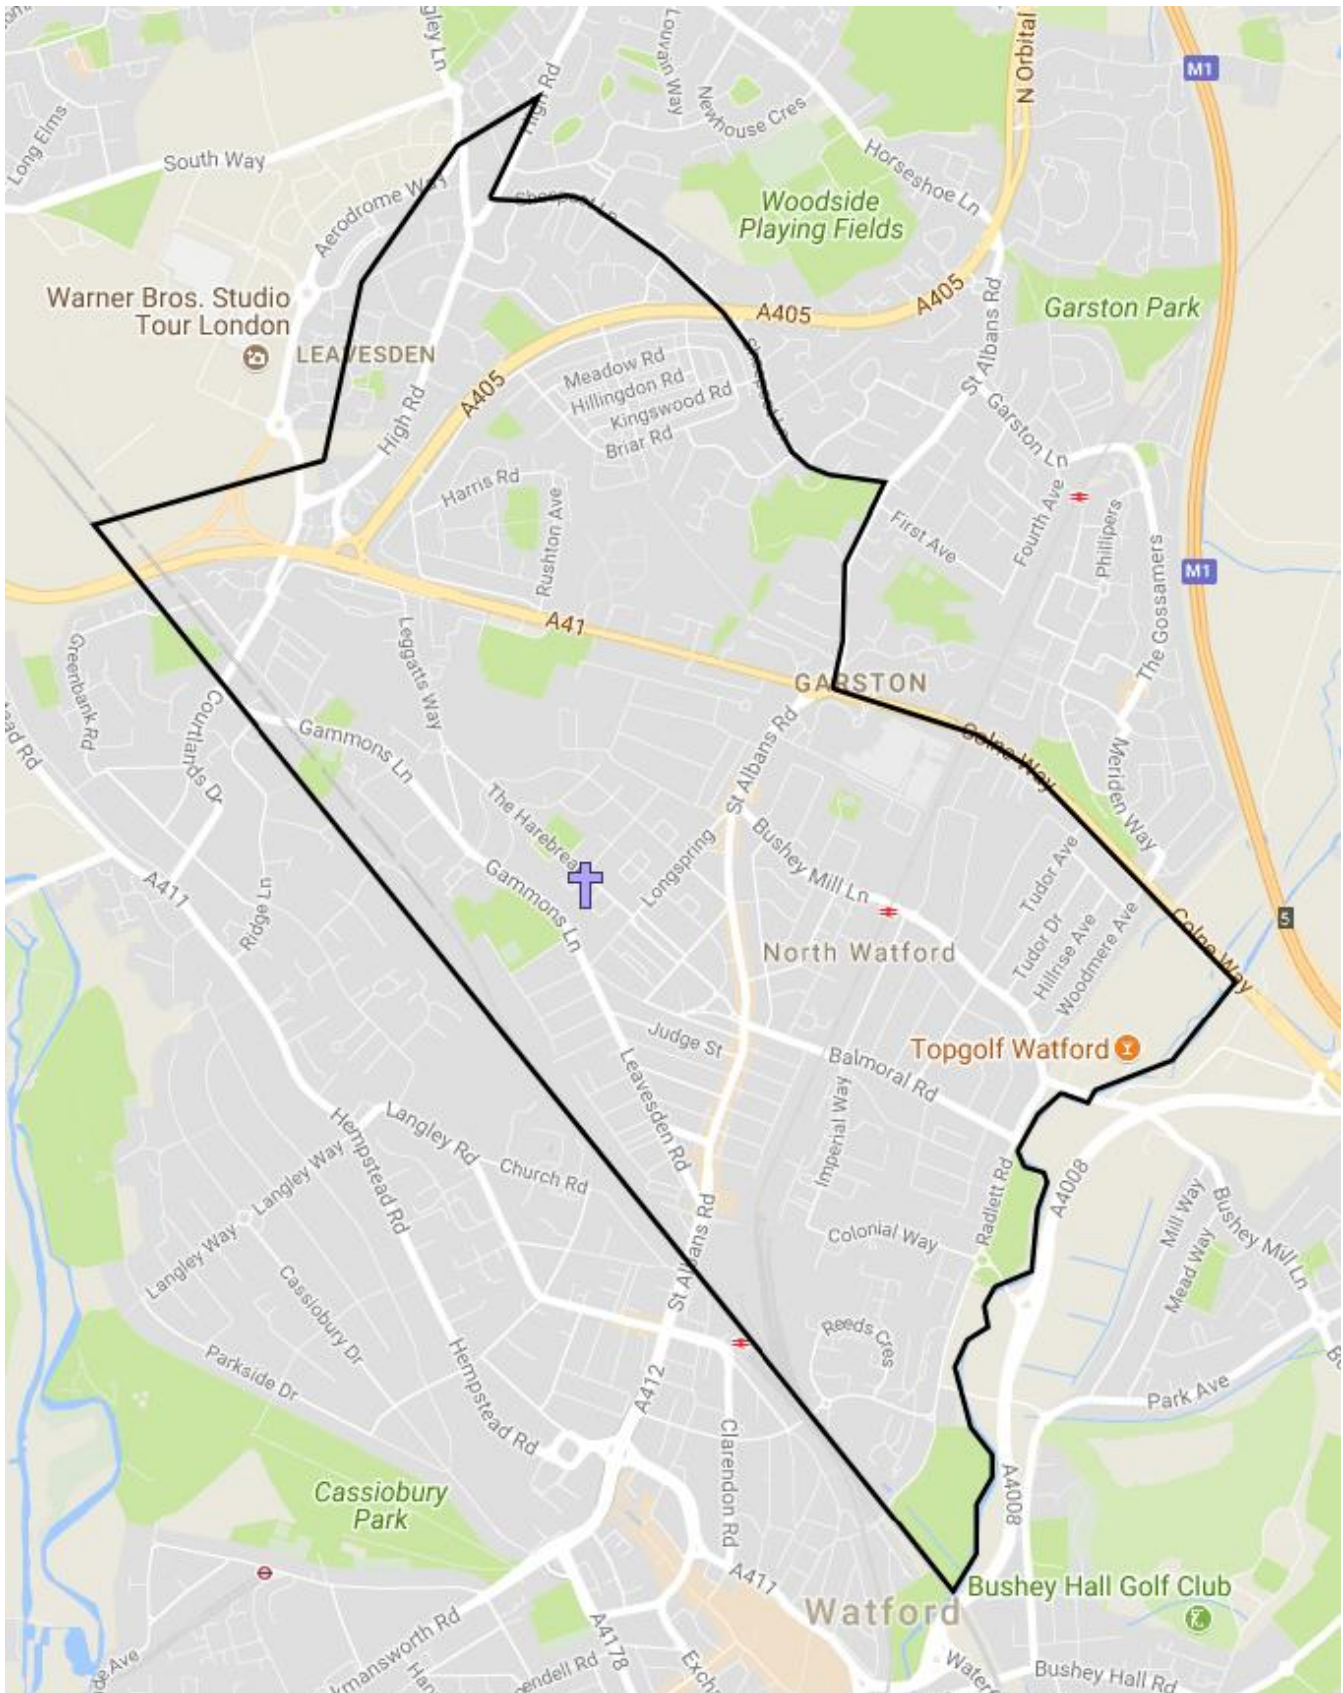 Langley Ln
High Rd
Louvain Way
Newhouse Cres
N Orbital
M1
Long Elms
South Way
Horseshoe Ln
Aerodrome Way
Sheepcot Ln
Woodside
Playing Fields
Warner Bros. Studio
Tour London
LEAVESDEN
A405
A405
Garston Park
St Albans Rd
Meadow Rd
Hillingdon Rd
Kingswood Rd
Briar Rd
Sheepcot Ln
A405
High Rd
Garston Ln
Harris Rd
Rushton Ave
First Ave
Fourth Ave
Phillipers
M1
The Gossamers
A41
Leggatts Way
Greenbank Rd
GARSTON
Courtlands Dr
Gammons Ln
St Albans Rd
Colne Way
Meriden Way
The Harebreaks
Longspring
Bushey Mill Ln
Gammons Ln
Tudor Ave
A411
Ridge Ln
North Watford
Tudor Dr
Hillrise Ave
Woodmere Ave
Colne Way
5
Judge St
Topgolf Watford
Balmoral Rd
Leavesden Rd
Imperial Way
Langley Rd
Hempstead Rd
Langley Way
Church Rd
Radlett Rd
A4008
Mill Way
Mead Way
Bushey Mill Ln
Langley Way
Cassiobury Dr
St Albans Rd
Colonial Way
Parkside Dr
Hempstead Rd
Reeds Cres
A412
Park Ave
Clarendon Rd
Cassiobury
Park
A4008
A411
Bushey Hall Golf Club
Watford
A4178
Bushey Hall Rd